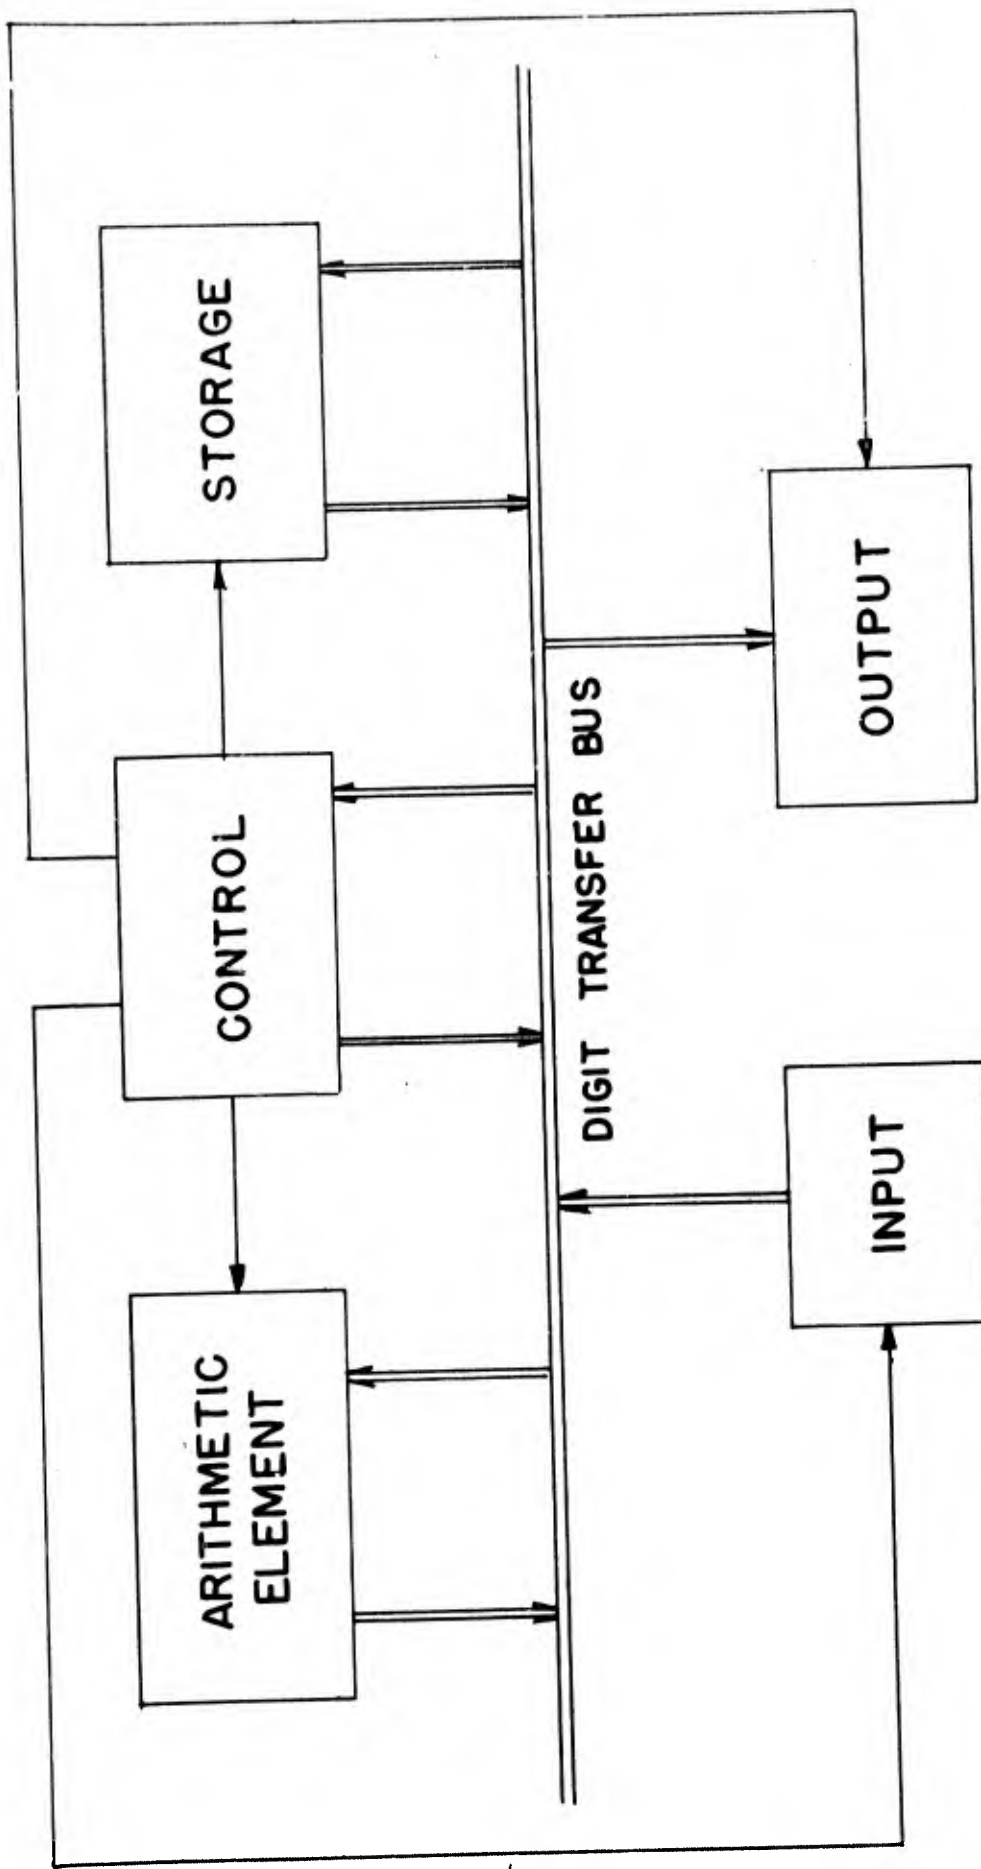 ARITHMETIC
ELEMENT
CONTROL
STORAGE
DIGIT TRANSFER BUS
INPUT
OUTPUT